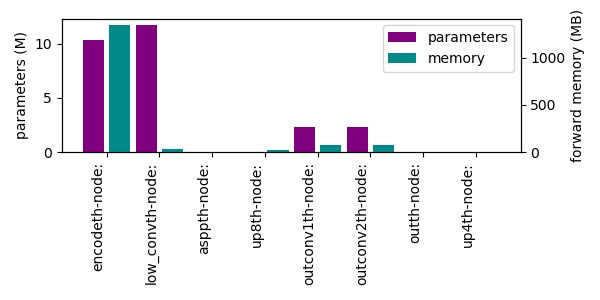 parameters (M)
10
5
0
parameters
memory
1000
500
0
forward memory (MB)
encodeth-node:
low_convth-node:
asppth-node:
up8th-node:
outconv1th-node:
outconv2th-node:
outth-node:
up4th-node: